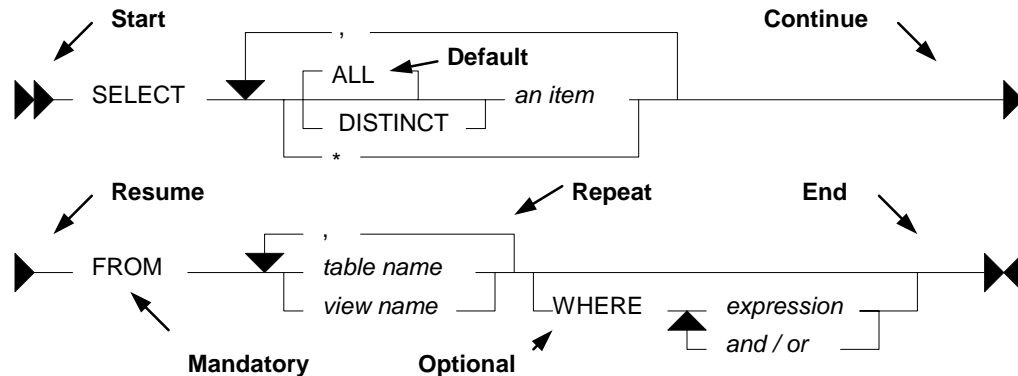 Start
Continue
,
ALL
Default
SELECT
an item
DISTINCT
*
Resume
Repeat
End
,
FROM
table name
view name
WHERE
expression
and / or
Mandatory
Optional